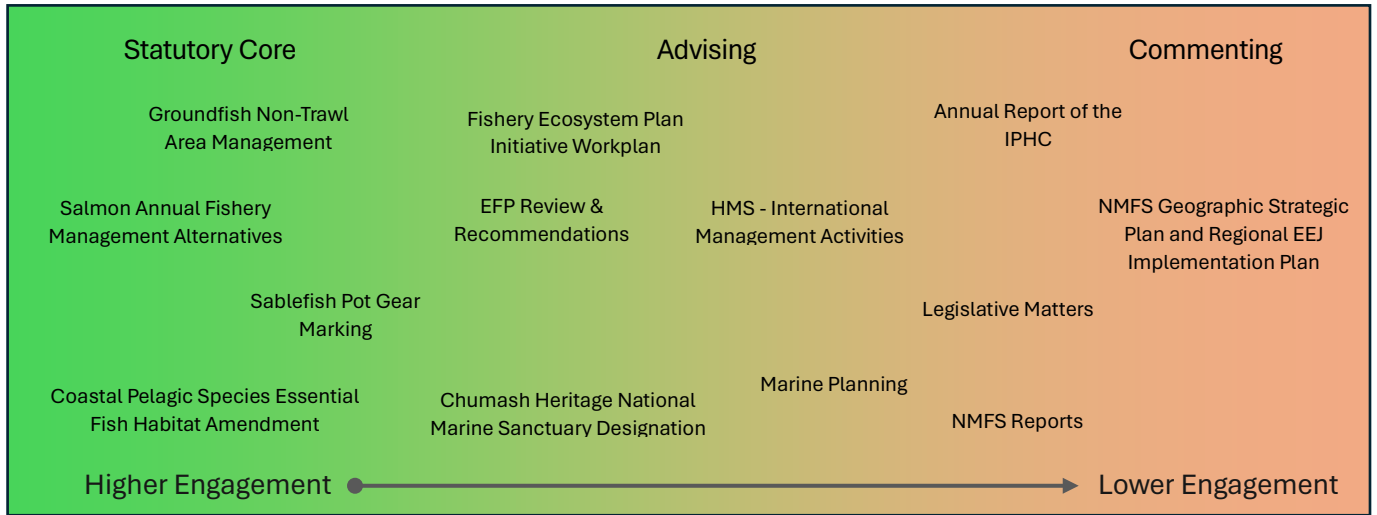 Statutory Core
Advising
Commenting
Groundfish Non-Trawl
Area Management
Fishery Ecosystem Plan
Initiative Workplan
Annual Report of the
IPHC
Salmon Annual Fishery
Management Alternatives
EFP Review &
Recommendations
HMS - International
Management Activities
NMFS Geographic Strategic
Plan and Regional EEJ
Implementation Plan
Sablefish Pot Gear
Marking
Legislative Matters
Coastal Pelagic Species Essential
Fish Habitat Amendment
Chumash Heritage National
Marine Sanctuary Designation
Marine Planning
NMFS Reports
Higher Engagement
Lower Engagement